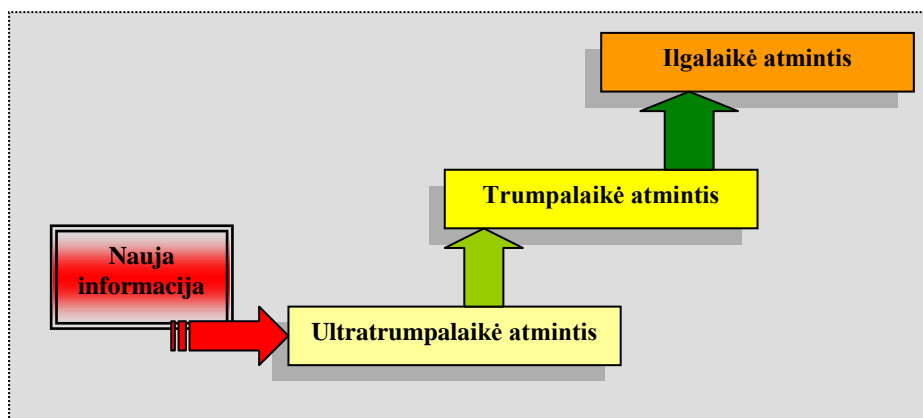 Ilgalaikė atmintis
Trumpalaikė atmintis
Nauja
informacija
Ultratrumpalaikė atmintis